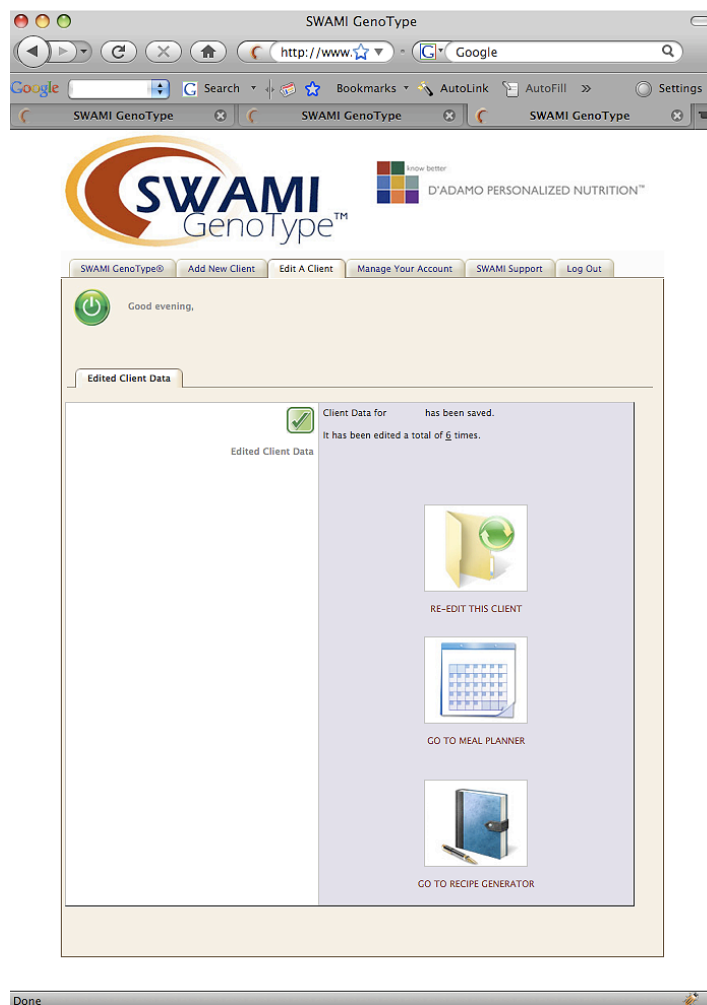 SWAMI GenoType
http://www.
G Google
Google
G Search
Bookmarks
AutoLink
AutoFill
»
Settings
SWAMI GenoType
SWAMI GenoType
SWAMI GenoType
SWAMI
GenoType™
know better
D'ADAMO PERSONALIZED NUTRITION™
SWAMI GenoType®
Add New Client
Edit A Client
Manage Your Account
SWAMI Support
Log Out
Good evening,
Edited Client Data
Client Data for has been saved.
It has been edited a total of 6 times.
Edited Client Data
RE-EDIT THIS CLIENT
GO TO MEAL PLANNER
GO TO RECIPE GENERATOR
Done